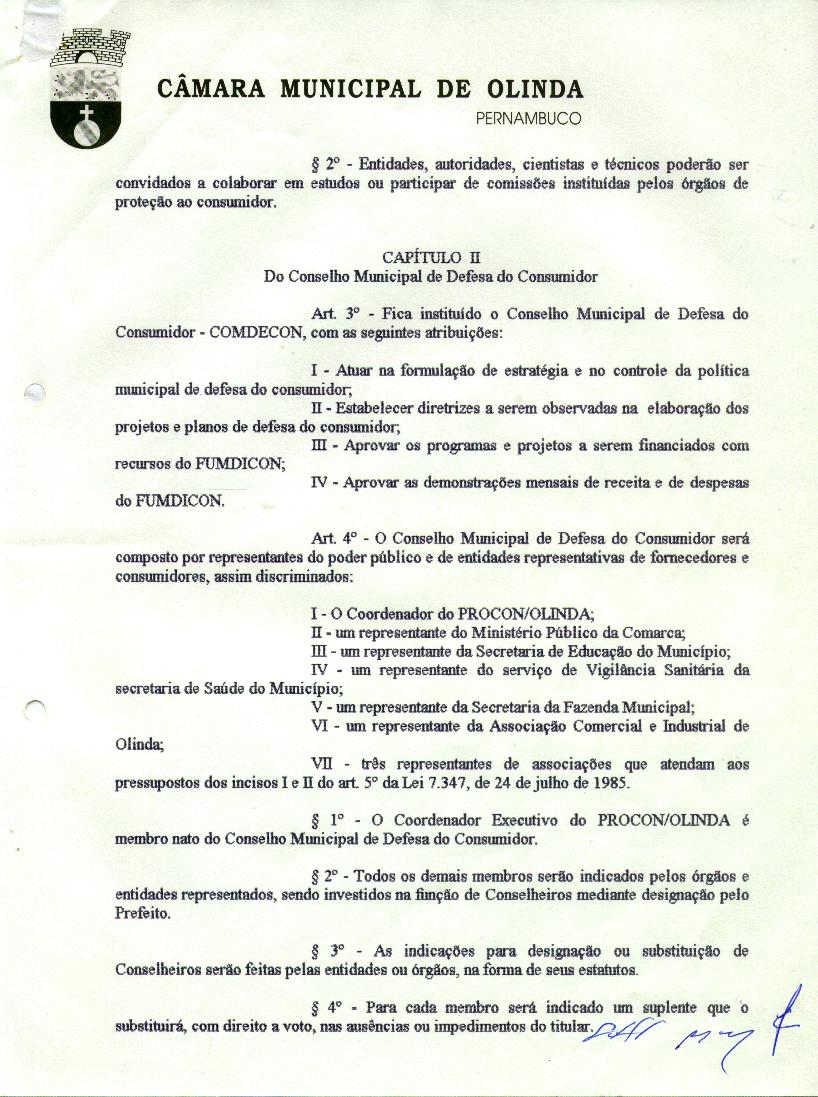 CÂMARA MUNICIPAL DE OLINDA
PERNAMBUCO
§ 2º - Entidades, autoridades, cientistas e técnicos poderão ser
convidados a colaborar em estudos ou participar de comissões instituídas pelos órgãos de
proteção ao consumidor.
CAPÍTULO II
Do Conselho Municipal de Defesa do Consumidor
Art. 3º - Fica instituído o Conselho Municipal de Defesa do
Consumidor - COMDECON, com as seguintes atribuições:
I - Atuar na formulação de estratégia e no controle da política
municipal de defesa do consumidor;
II - Estabelecer diretrizes a serem observadas na elaboração dos
projetos e planos de defesa do consumidor;
III - Aprovar os programas e projetos a serem financiados com
recursos do FUMDICON;
IV - Aprovar as demonstrações mensais de receita e de despesas
do FUMDICON.
Art. 4º - O Conselho Municipal de Defesa do Consumidor será
composto por representantes do poder público e de entidades representativas de fornecedores e
consumidores, assim discriminados:
I - O Coordenador do PROCON/OLINDA;
II - um representante do Ministério Público da Comarca;
III - um representante da Secretaria de Educação do Município;
IV - um representante do serviço de Vigilância Sanitária da
secretaria de Saúde do Município;
V - um representante da Secretaria da Fazenda Municipal;
VI - um representante da Associação Comercial e Industrial de
Olinda;
VII - três representantes de associações que atendam aos
pressupostos dos incisos I e II do art. 5º da Lei 7.347, de 24 de julho de 1985.
§ 1º - O Coordenador Executivo do PROCON/OLINDA é
membro nato do Conselho Municipal de Defesa do Consumidor.
§ 2º - Todos os demais membros serão indicados pelos órgãos e
entidades representados, sendo investidos na função de Conselheiros mediante designação pelo
Prefeito.
§ 3º - As indicações para designação ou substituição de
Conselheiros serão feitas pelas entidades ou órgãos, na forma de seus estatutos.
§ 4º - Para cada membro será indicado um suplente que o
substituirá, com direito a voto, nas ausências ou impedimentos do titular.